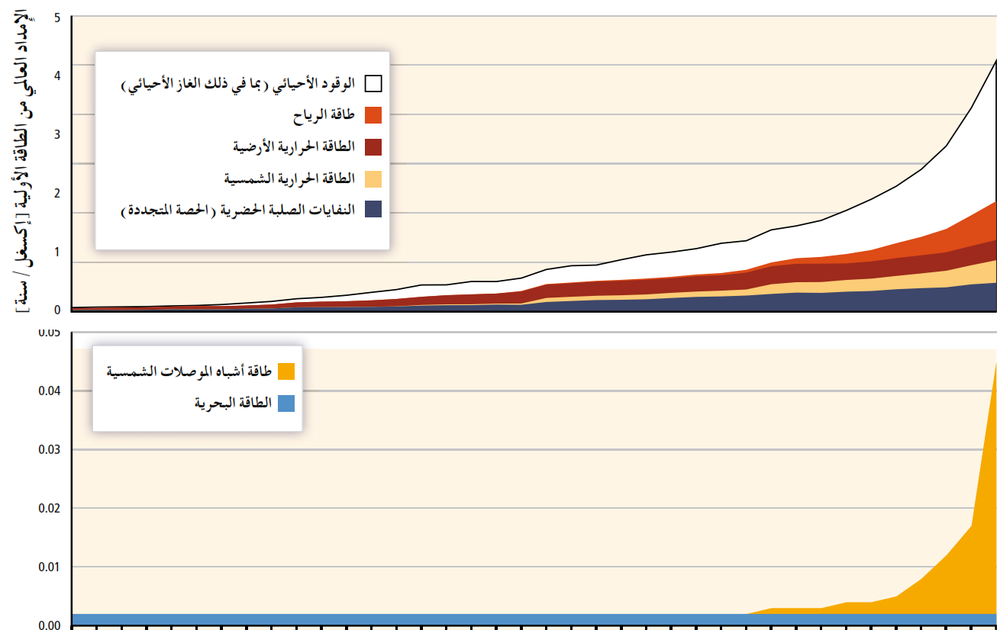 الإمداد العالمي من الطاقة الأولية [إكسغل / سنة]
5
4
3
2
1
0
الوقود الأحيائي (بما في ذلك الغاز الأحيائي)
طاقة الرياح
الطاقة الحرارية الأرضية
الطاقة الحرارية الشمسية
النفايات الصلبة الحضرية (الحصة المتجددة)
0.05
0.04
0.03
0.02
0.01
0.00
طاقة أشباه الموصلات الشمسية
الطاقة البحرية